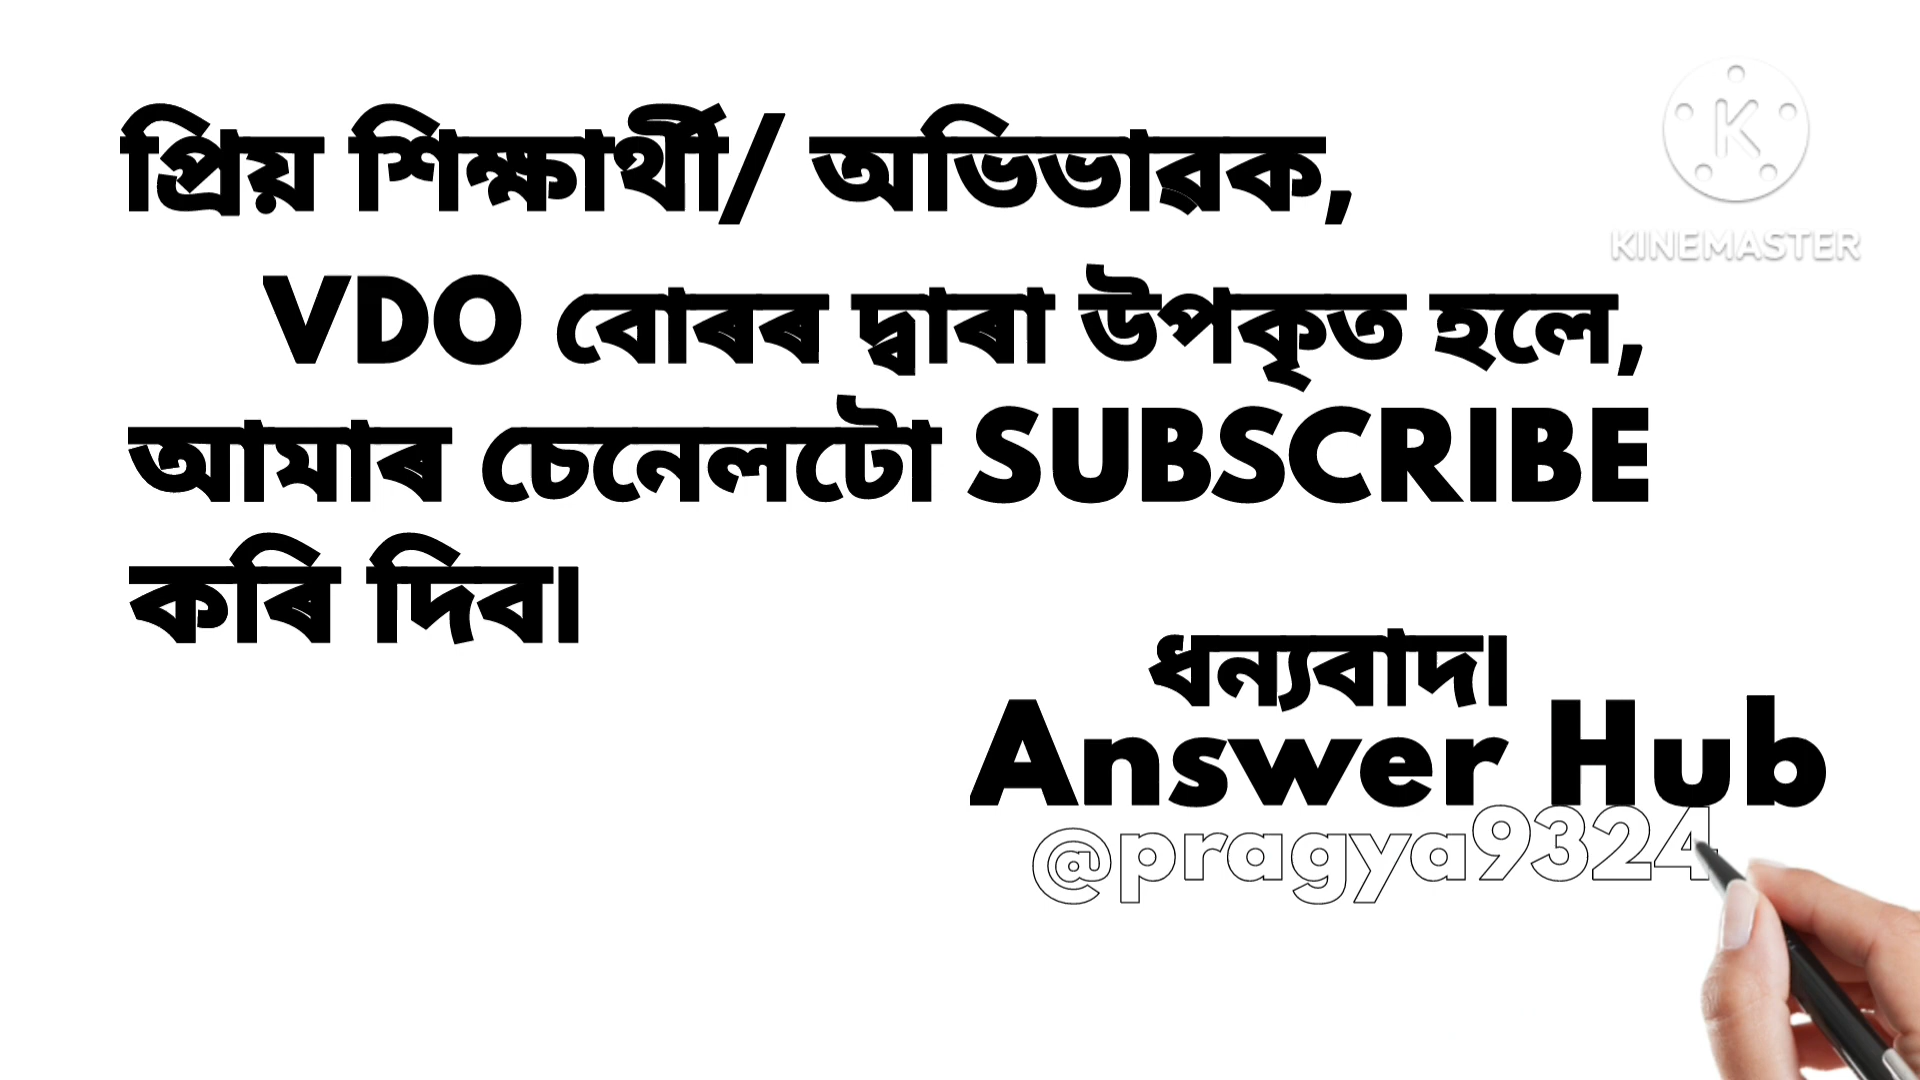 প্ৰিয় শিক্ষাৰ্থী/ অভিভাৱক,
KINEMASTER
VDO বোৰৰ দ্বাৰা উপকৃত হলে,
আমাৰ চেনেলটো SUBSCRIBE
কৰি দিব।
ধন্যবাদ।
Answer Hub
@pragya9324